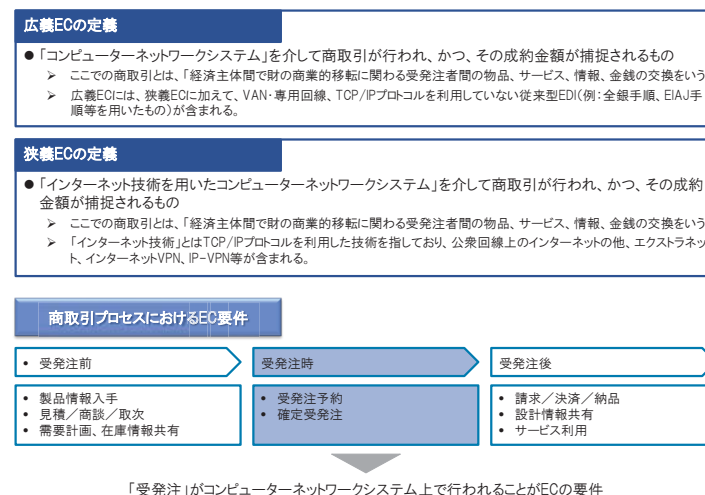 広義ECの定義
● 「コンピューターネットワークシステム」を介して商取引が行われ、かつ、その成約金額が捕捉されるもの
➢ ここでの商取引とは、「経済主体間で財の商業的移転に関わる受発注者間の物品、サービス、情報、金銭の交換をいう
➢ 広義ECには、狭義ECに加えて、VAN・専用回線、TCP/IPプロトコルを利用していない従来型EDI(例:全銀手順、EIAJ手
順等を用いたもの)が含まれる。
狭義ECの定義
● 「インターネット技術を用いたコンピューターネットワークシステム」を介して商取引が行われ、かつ、その成約
金額が捕捉されるもの
➢ ここでの商取引とは、「経済主体間で財の商業的移転に関わる受発注者間の物品、サービス、情報、金銭の交換をいう
➢ 「インターネット技術」とはTCP/IPプロトコルを利用した技術を指しており、公衆回線上のインターネットの他、エクストラネッ
ト、インターネットVPN、IP-VPN等が含まれる。
商取引プロセスにおけるEC要件
• 受発注前
受発注時
受発注後
• 製品情報入手
• 見積/商談/取次
• 需要計画、在庫情報共有
• 受発注予約
• 確定受発注
• 請求/決済/納品
• 設計情報共有
• サービス利用
「受発注」がコンピューターネットワークシステム上で行われることがECの要件